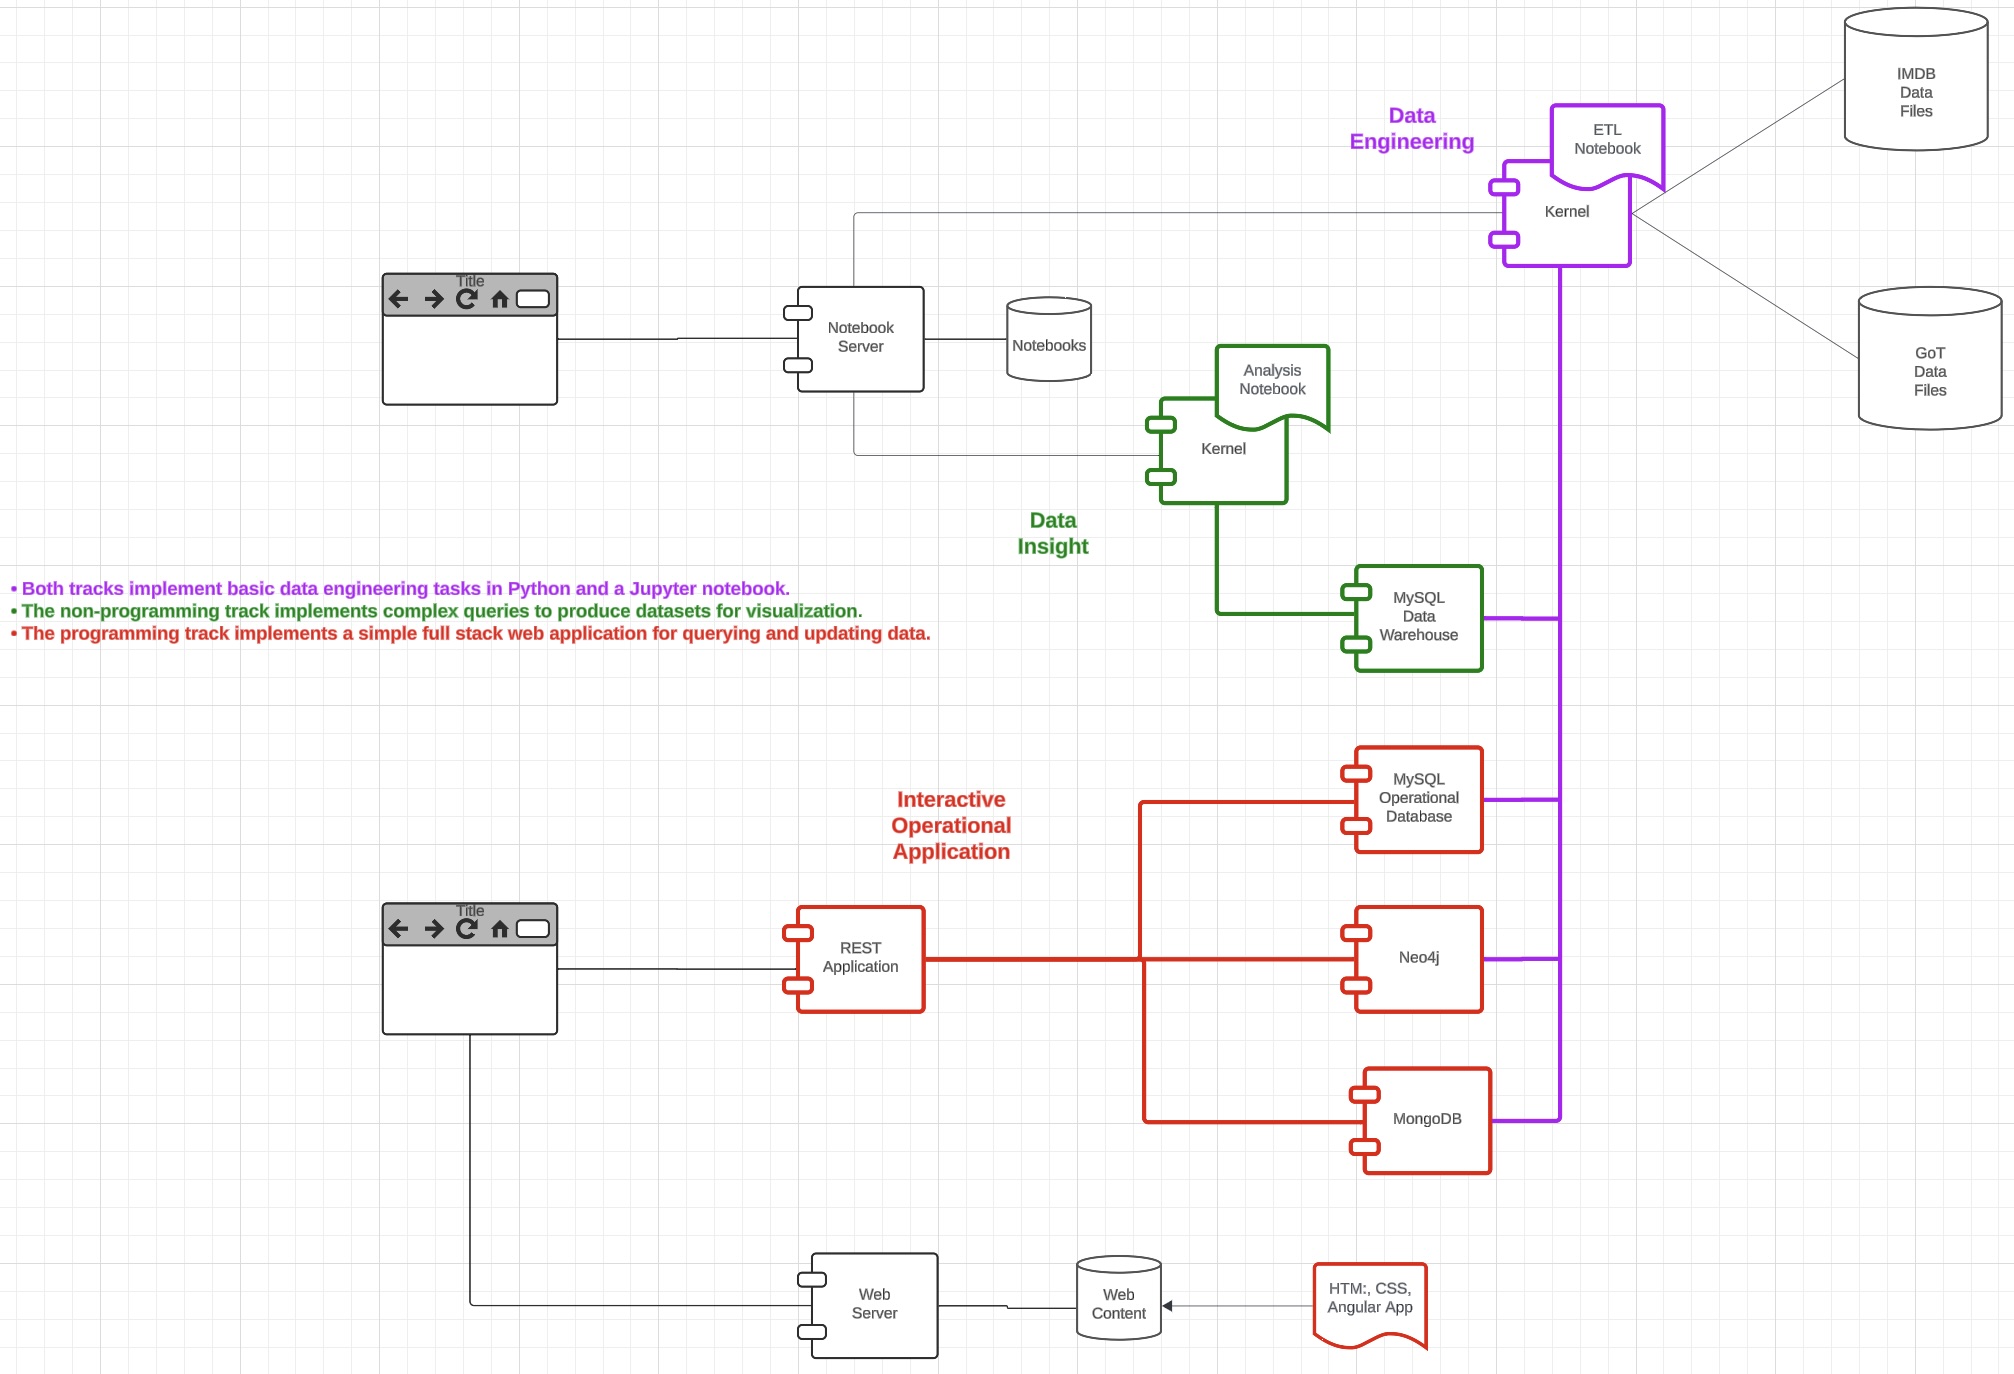 IMDB
Data
Files
Data
Engineering
ETL
Notebook
Kernel
Title
Notebook
Server
Notebooks
GoT
Data
Files
Analysis
Notebook
Kernel
Data
Insight
• Both tracks implement basic data engineering tasks in Python and a Jupyter notebook.
• The non-programming track implements complex queries to produce datasets for visualization.
• The programming track implements a simple full stack web application for querying and updating data.
MySQL
Data
Warehouse
MySQL
Operational
Database
Interactive
Operational
Application
Title
REST
Application
Neo4j
MongoDB
Web
Server
Web
Content
HTM:, CSS,
Angular App